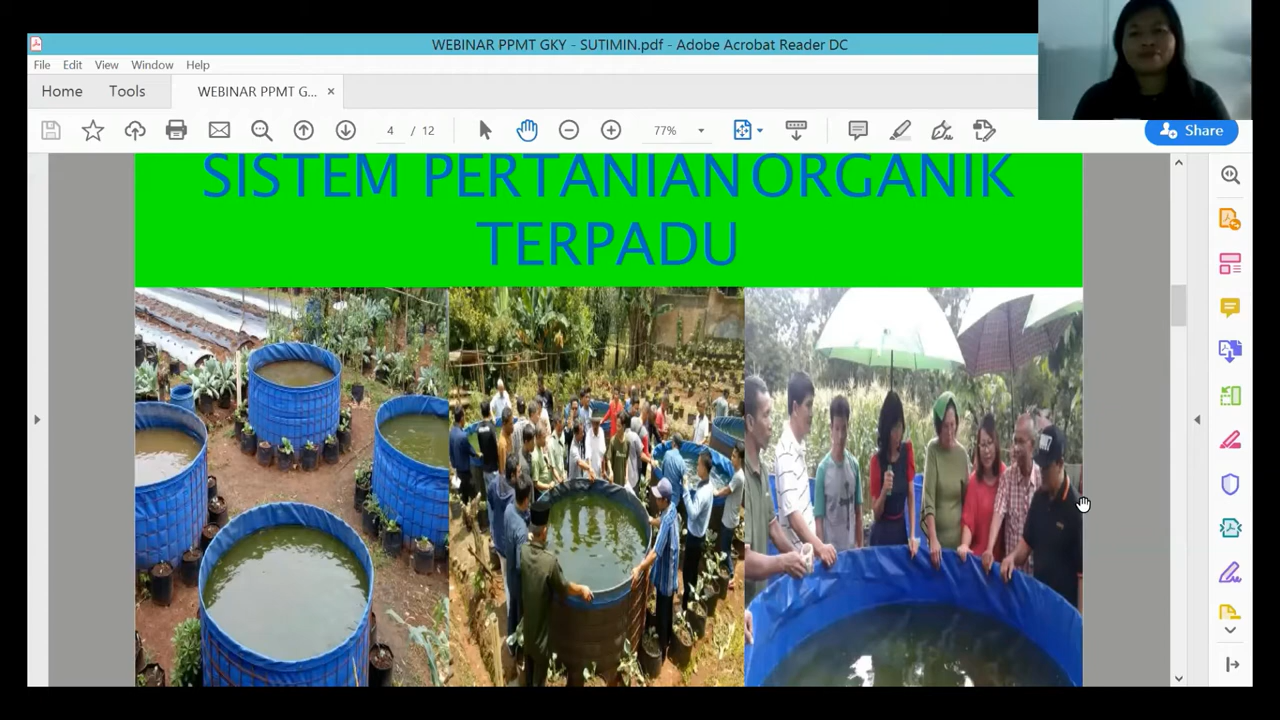 WEBINAR PPMT GKY - SUTIMIN.pdf - Adobe Acrobat Reader DC
File Edit View Window Help
Home Tools WEBINAR PPMT G... ×
4 / 12 77% Share
SISTEM PERTANIAN ORGANIK
TERPADU